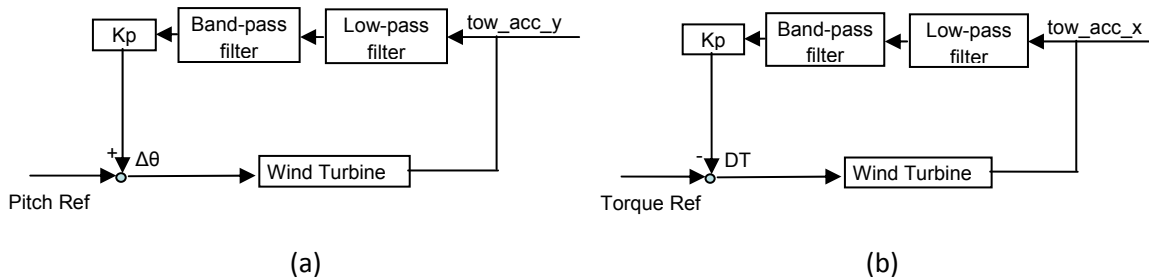 Kp
Band-pass
filter
Low-pass
filter
tow_acc_y
+
Δθ
Wind Turbine
Pitch Ref
(a)
Kp
Band-pass
filter
Low-pass
filter
tow_acc_x
-
DT
Wind Turbine
Torque Ref
(b)